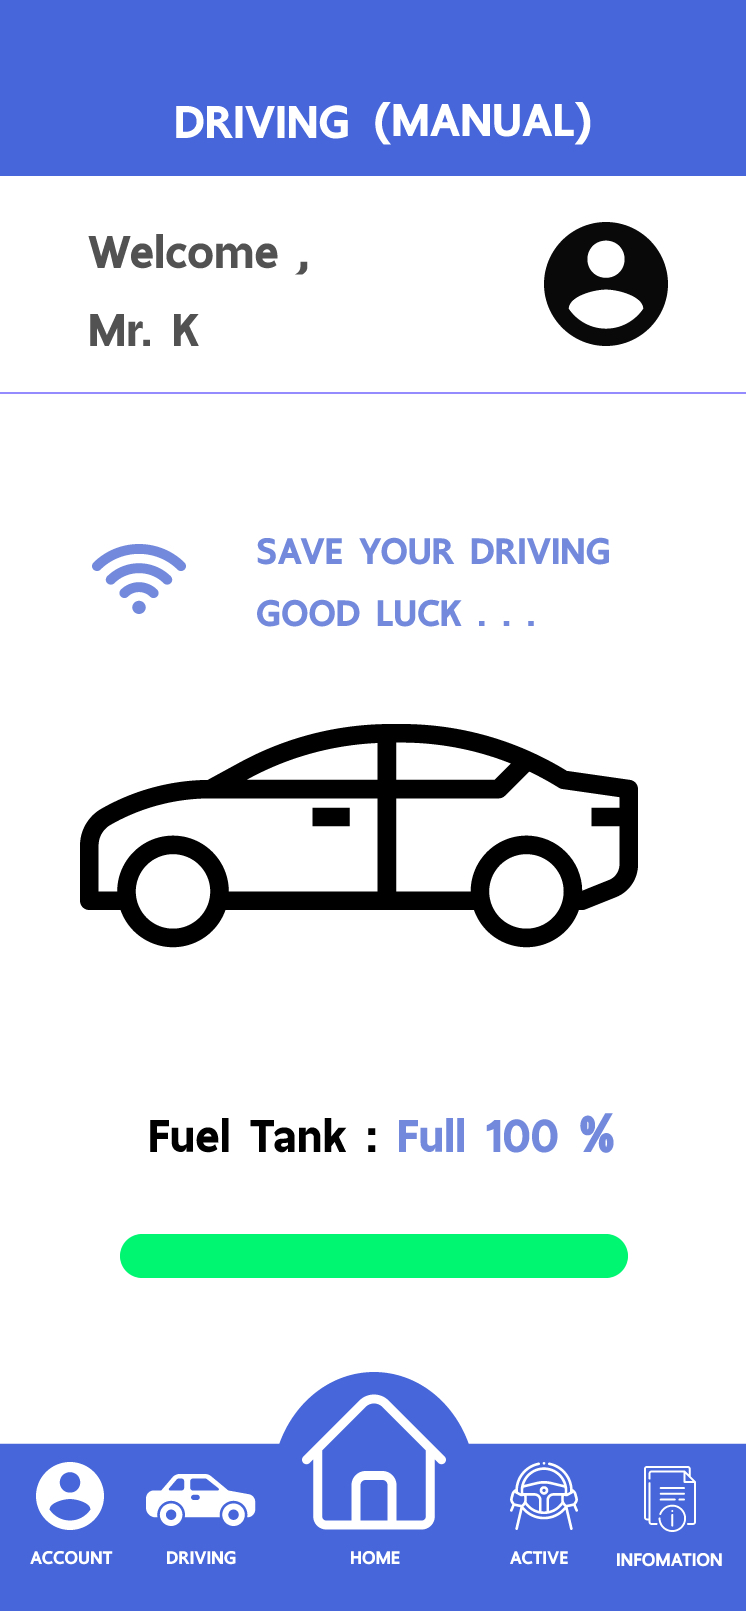 DRIVING (MANUAL)
Welcome ,
Mr. K
SAVE YOUR DRIVING
GOOD LUCK . . .
Fuel Tank : Full 100 %
ACCOUNT
DRIVING
HOME
ACTIVE
INFOMATION